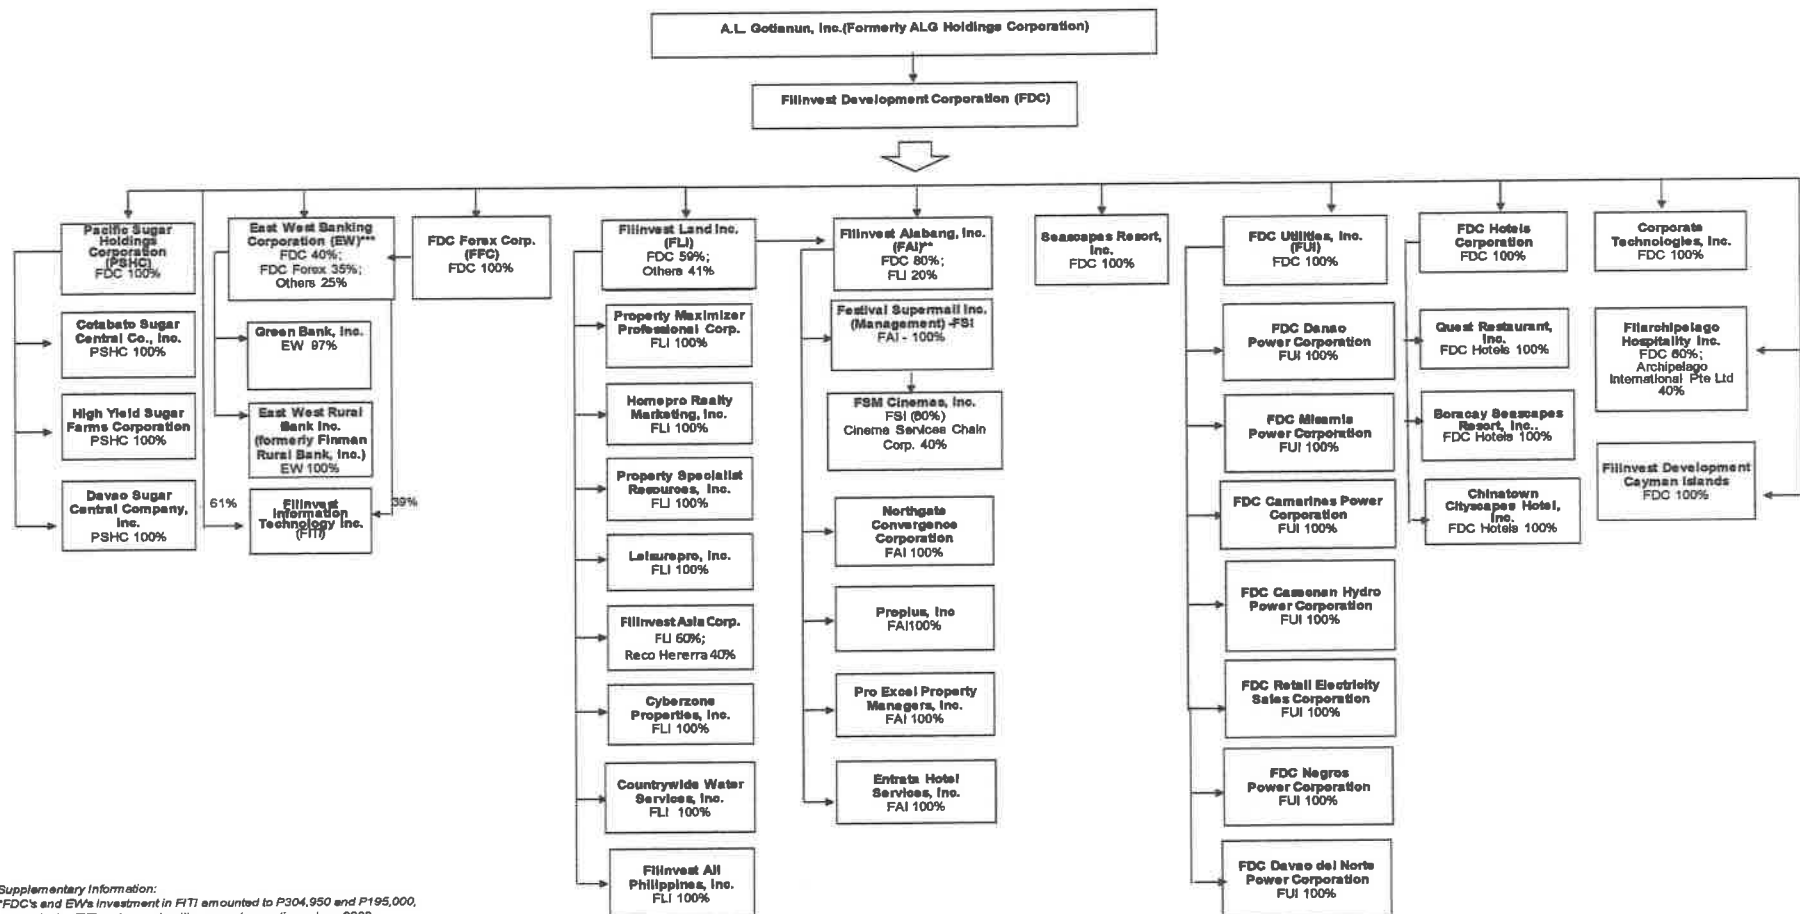 A.L. Gotianun, Inc.(Formerly ALG Holdings Corporation)
Filinvest Development Corporation (FDC)
Pacific Sugar
Holdings
Corporation
(PSHC)
FDC 100%
Cotabato Sugar
Central Co., Inc.
PSHC 100%
High Yield Sugar
Farms Corporation
PSHC 100%
Davao Sugar
Central Company,
Inc.
PSHC 100%
East West Banking
Corporation (EW)***
FDC 40%;
FDC Forex 35%;
Others 25%
Green Bank, Inc.
EW 97%
East West Rural
Bank Inc.
(formerly Finman
Rural Bank, Inc.)
EW 100%
61%
Filinvest
Information
Technology Inc.
(FITI)
39%
FDC Forex Corp.
(FFC)
FDC 100%
Filinvest Land Inc.
(FLI)
FDC 59%;
Others 41%
Property Maximizer
Professional Corp.
FLI 100%
Homepro Realty
Marketing, Inc.
FLI 100%
Property Specialist
Resources, Inc.
FLI 100%
Leisurepro, Inc.
FLI 100%
Filinvest Asia Corp.
FLI 60%;
Reco Hererra 40%
Cyberzone
Properties, Inc.
FLI 100%
Countrywide Water
Services, Inc.
FLI 100%
Filinvest All
Philippines, Inc.
FLI 100%
Filinvest Alabang, Inc.
(FAI)**
FDC 80%;
FLI 20%
Festival Supermall Inc.
(Management) -FSI
FAI - 100%
FSM Cinemas, Inc.
FSI (60%)
Cinema Services Chain
Corp. 40%
Northgate
Convergence
Corporation
FAI 100%
Proplus, Inc
FAI100%
Pro Excel Property
Managers, Inc.
FAI 100%
Entrata Hotel
Services, Inc.
FAI 100%
Seascapes Resort,
Inc.
FDC 100%
FDC Utilities, Inc.
(FUI)
FDC 100%
FDC Danao
Power Corporation
FUI 100%
FDC Misamis
Power Corporation
FUI 100%
FDC Camarines Power
Corporation
FUI 100%
FDC Casecnan Hydro
Power Corporation
FUI 100%
FDC Retail Electricity
Sales Corporation
FUI 100%
FDC Negros
Power Corporation
FUI 100%
FDC Davao del Norte
Power Corporation
FUI 100%
FDC Hotels
Corporation
FDC 100%
Quest Restaurant,
Inc.
FDC Hotels 100%
Boracay Seascapes
Resort, Inc..
FDC Hotels 100%
Chinatown
Cityscapes Hotel,
Inc.
FDC Hotels 100%
Corporate
Technologies, Inc.
FDC 100%
Filarchipelago
Hospitality Inc.
FDC 60%;
Archipelago
International Pte Ltd
40%
Filinvest Development
Cayman Islands
FDC 100%
Supplementary Information:
*FDC's and EW's investment in FITI amounted to P304,950 and P195,000,